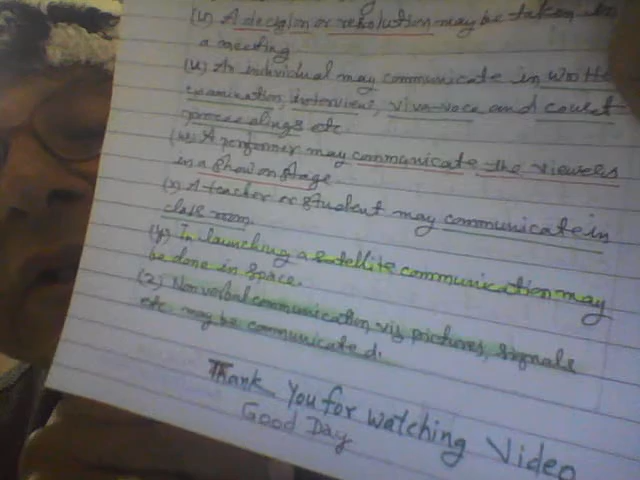 (u) A decision or resolution may be taken in
a meeting.
An individual may communicate in
examination, interview, viva-voce and court
proceedings etc.
(w) A performer may communicate the viewers
in a show on stage.
(x) A teacher or student may communicate in
class room.
(y) In launching a satellite communication may
be done in space.
(z) Non verbal communication viz pictures, signals
etc may be communicated.
Thank You for watching Video
Good Day